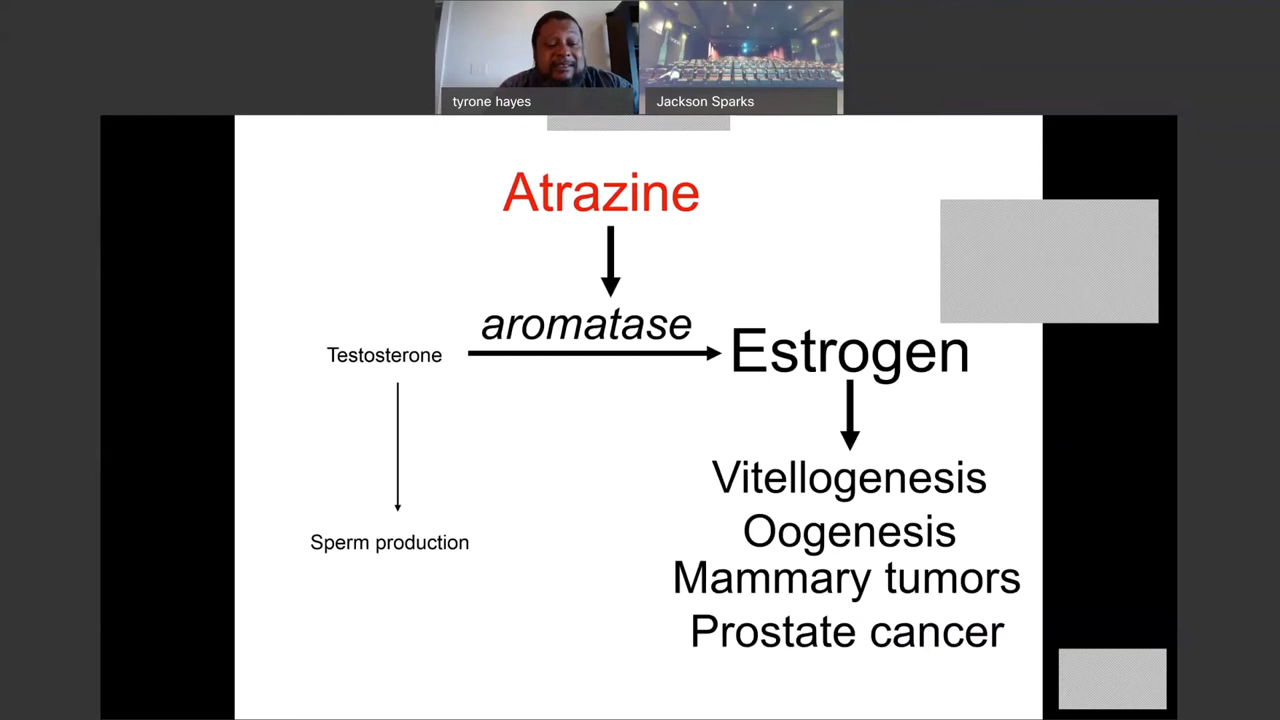 tyrone hayes
Jackson Sparks
Atrazine
aromatase
Testosterone
Estrogen
Sperm production
Vitellogenesis
Oogenesis
Mammary tumors
Prostate cancer